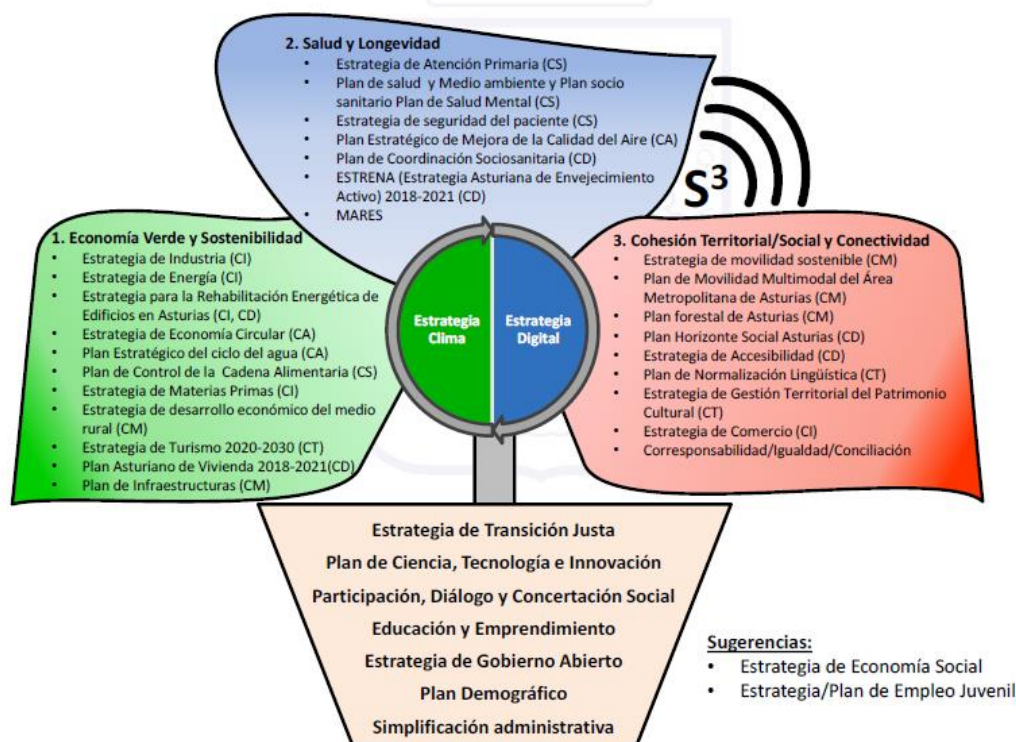 2. Salud y Longevidad
• Estrategia de Atención Primaria (CS)
• Plan de salud y Medio ambiente y Plan socio
sanitario Plan de Salud Mental (CS)
• Estrategia de seguridad del paciente (CS)
• Plan Estratégico de Mejora de la Calidad del Aire (CA)
• Plan de Coordinación Sociosanitaria (CD)
• ESTRENA (Estrategia Asturiana de Envejecimiento
Activo) 2018-2021 (CD)
• MARES
S³
1. Economía Verde y Sostenibilidad
• Estrategia de Industria (CI)
• Estrategia de Energía (CI)
• Estrategia para la Rehabilitación Energética de
Edificios en Asturias (CI, CD)
• Estrategia de Economía Circular (CA)
• Plan Estratégico del ciclo del agua (CA)
• Plan de Control de la Cadena Alimentaria (CS)
• Estrategia de Materias Primas (CI)
• Estrategia de desarrollo económico del medio
rural (CM)
• Estrategia de Turismo 2020-2030 (CT)
• Plan Asturiano de Vivienda 2018-2021(CD)
• Plan de Infraestructuras (CM)
Estrategia
Clima
Estrategia
Digital
3. Cohesión Territorial/Social y Conectividad
• Estrategia de movilidad sostenible (CM)
• Plan de Movilidad Multimodal del Área
Metropolitana de Asturias (CM)
• Plan forestal de Asturias (CM)
• Plan Horizonte Social Asturias (CD)
• Estrategia de Accesibilidad (CD)
• Plan de Normalización Lingüística (CT)
• Estrategia de Gestión Territorial del Patrimonio
Cultural (CT)
• Estrategia de Comercio (CI)
• Corresponsabilidad/Igualdad/Conciliación
Estrategia de Transición Justa
Plan de Ciencia, Tecnología e Innovación
Participación, Diálogo y Concertación Social
Educación y Emprendimiento
Estrategia de Gobierno Abierto
Plan Demográfico
Simplificación administrativa
Sugerencias:
• Estrategia de Economía Social
• Estrategia/Plan de Empleo Juvenil